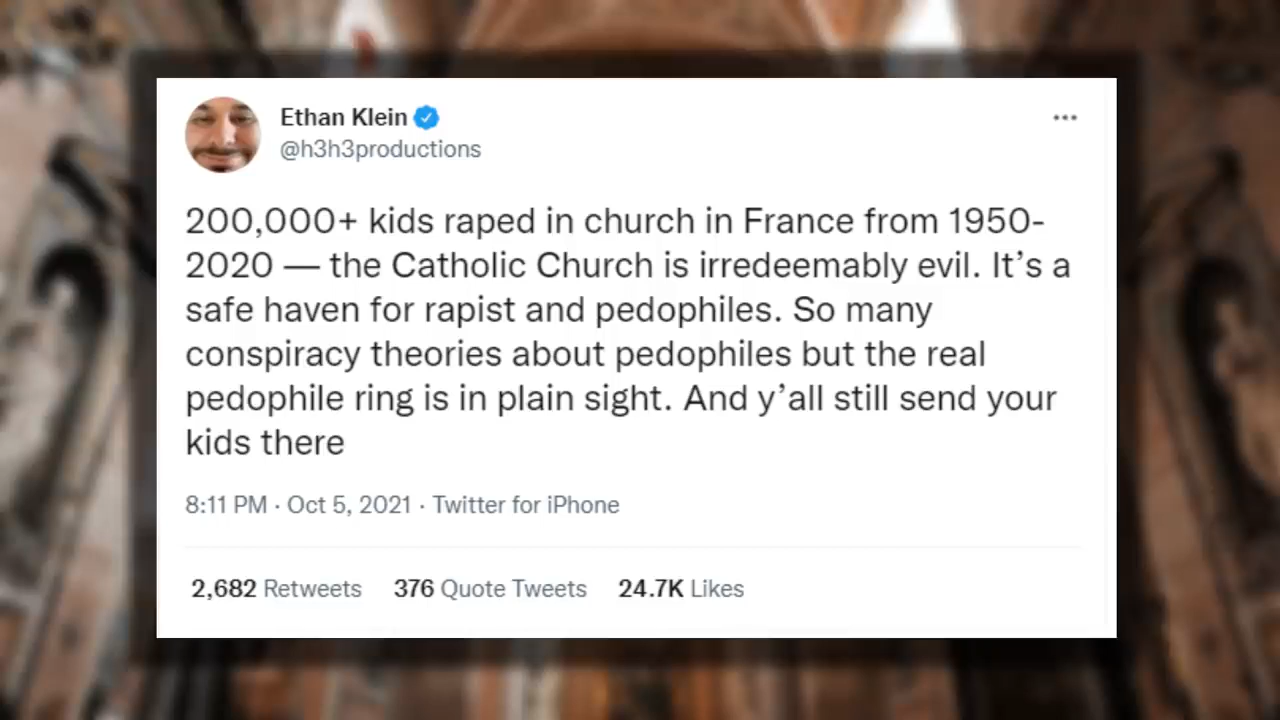 Ethan Klein
@h3h3productions
200,000+ kids raped in church in France from 1950-
2020 — the Catholic Church is irredeemably evil. It’s a
safe haven for rapist and pedophiles. So many
conspiracy theories about pedophiles but the real
pedophile ring is in plain sight. And y’all still send your
kids there
8:11 PM · Oct 5, 2021 · Twitter for iPhone
2,682 Retweets 376 Quote Tweets 24.7K Likes